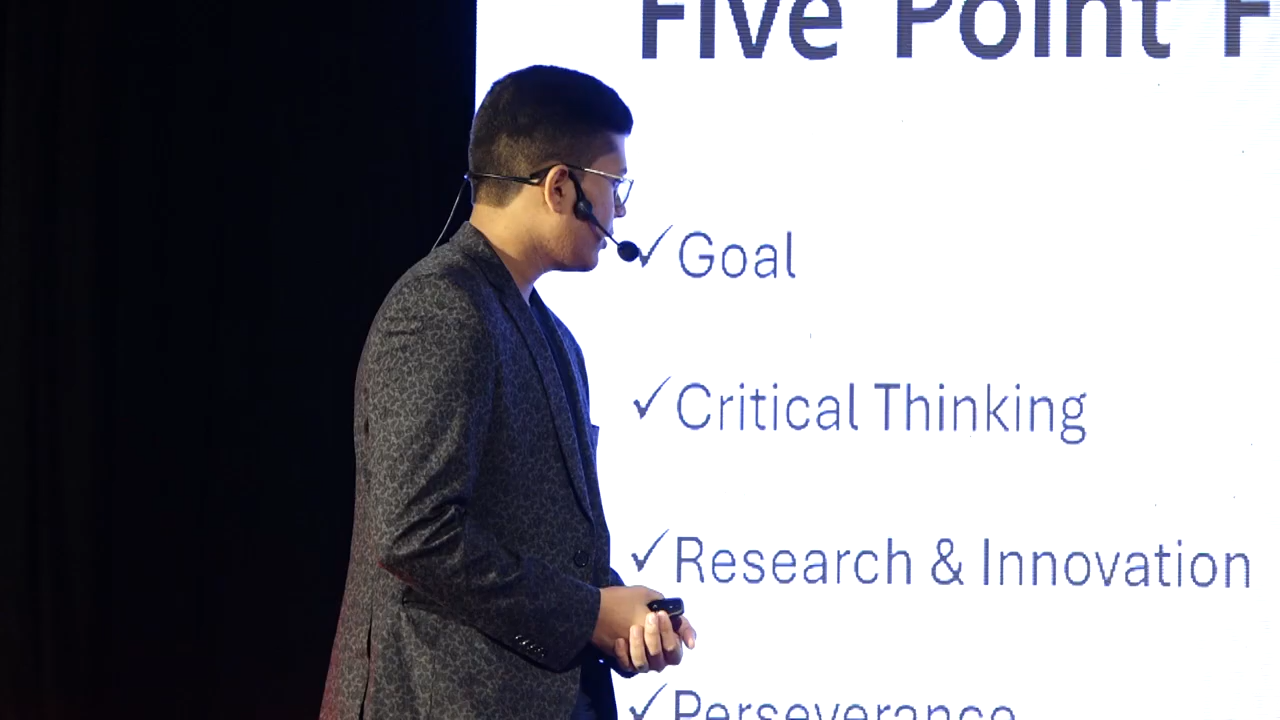 Five Point F
✓Goal
✓Critical Thinking
✓Research & Innovation
✓Perseverance